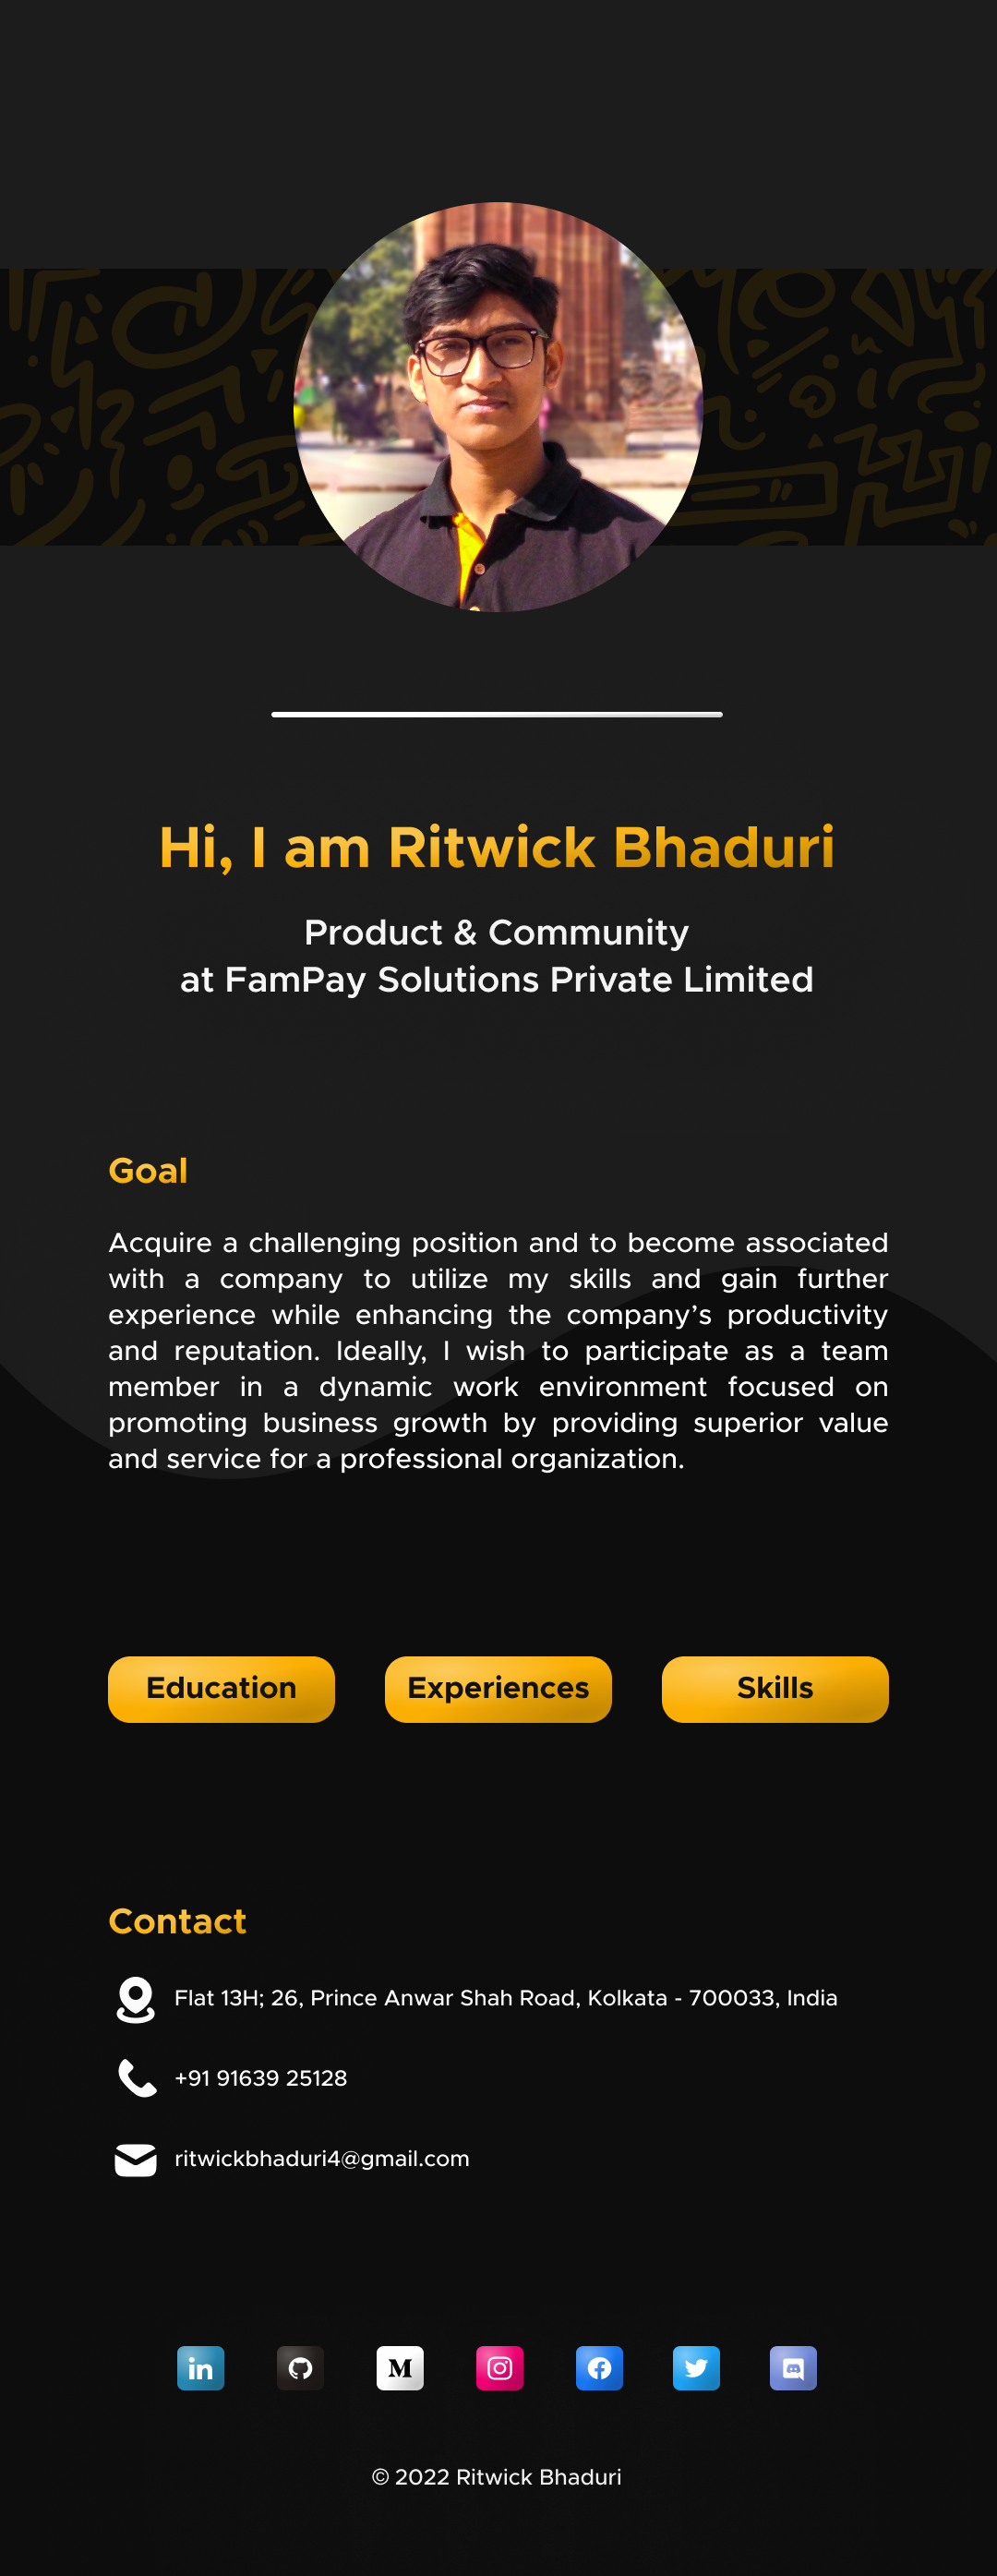 Hi, I am Ritwick Bhaduri
Product & Community
at FamPay Solutions Private Limited
Goal
Acquire a challenging position and to become associated
with a company to utilize my skills and gain further
experience while enhancing the company’s productivity
and reputation. Ideally, I wish to participate as a team
member in a dynamic work environment focused on
promoting business growth by providing superior value
and service for a professional organization.
Education Experiences Skills
Contact
Flat 13H; 26, Prince Anwar Shah Road, Kolkata - 700033, India
+91 91639 25128
ritwickbhaduri4@gmail.com
in M
© 2022 Ritwick Bhaduri